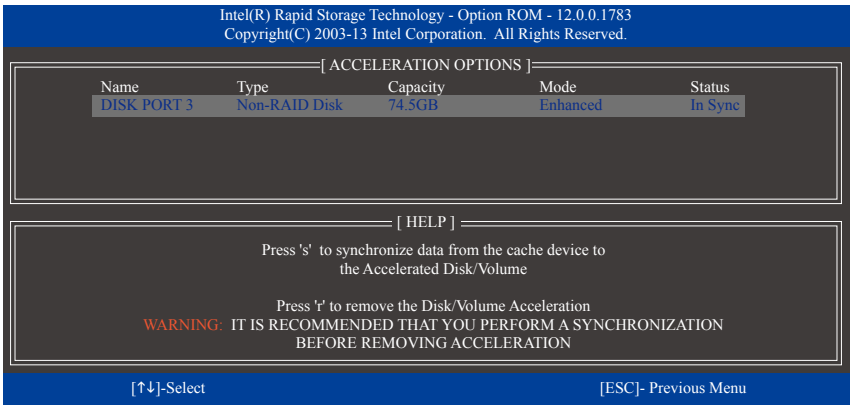 Intel(R) Rapid Storage Technology - Option ROM - 12.0.0.1783
Copyright(C) 2003-13 Intel Corporation. All Rights Reserved.
[ ACCELERATION OPTIONS ]
Name Type Capacity Mode Status
DISK PORT 3 Non-RAID Disk 74.5GB Enhanced In Sync
[ HELP ]
Press 's' to synchronize data from the cache device to
the Accelerated Disk/Volume
Press 'r' to remove the Disk/Volume Acceleration
WARNING: IT IS RECOMMENDED THAT YOU PERFORM A SYNCHRONIZATION
BEFORE REMOVING ACCELERATION
[↑↓]-Select [ESC]- Previous Menu